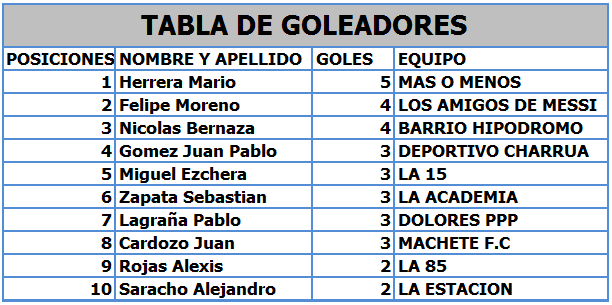 TABLA DE GOLEADORES
POSICIONES NOMBRE Y APELLIDO GOLES EQUIPO
1 Herrera Mario 5 MAS O MENOS
2 Felipe Moreno 4 LOS AMIGOS DE MESSI
3 Nicolas Bernaza 4 BARRIO HIPODROMO
4 Gomez Juan Pablo 3 DEPORTIVO CHARRUA
5 Miguel Ezchera 3 LA 15
6 Zapata Sebastian 3 LA ACADEMIA
7 Lagraña Pablo 3 DOLORES PPP
8 Cardozo Juan 3 MACHETE F.C
9 Rojas Alexis 2 LA 85
10 Saracho Alejandro 2 LA ESTACION